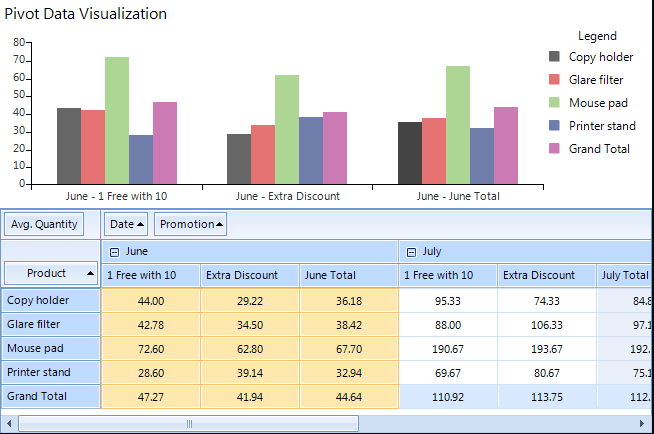 Pivot Data Visualization
80
70
60
50
40
30
20
10
0
June - 1 Free with 10 June - Extra Discount June - June Total
Legend
Copy holder
Glare filter
Mouse pad
Printer stand
Grand Total
Avg. Quantity Date Promotion
June July
Product 1 Free with 10 Extra Discount June Total 1 Free with 10 Extra Discount July Total
Copy holder 44.00 29.22 36.18 95.33 74.33 84.8
Glare filter 42.78 34.50 38.42 88.00 106.33 97.1
Mouse pad 72.60 62.80 67.70 190.67 193.67 192.
Printer stand 28.60 39.14 32.94 69.67 80.67 75.1
Grand Total 47.27 41.94 44.64 110.92 113.75 112.